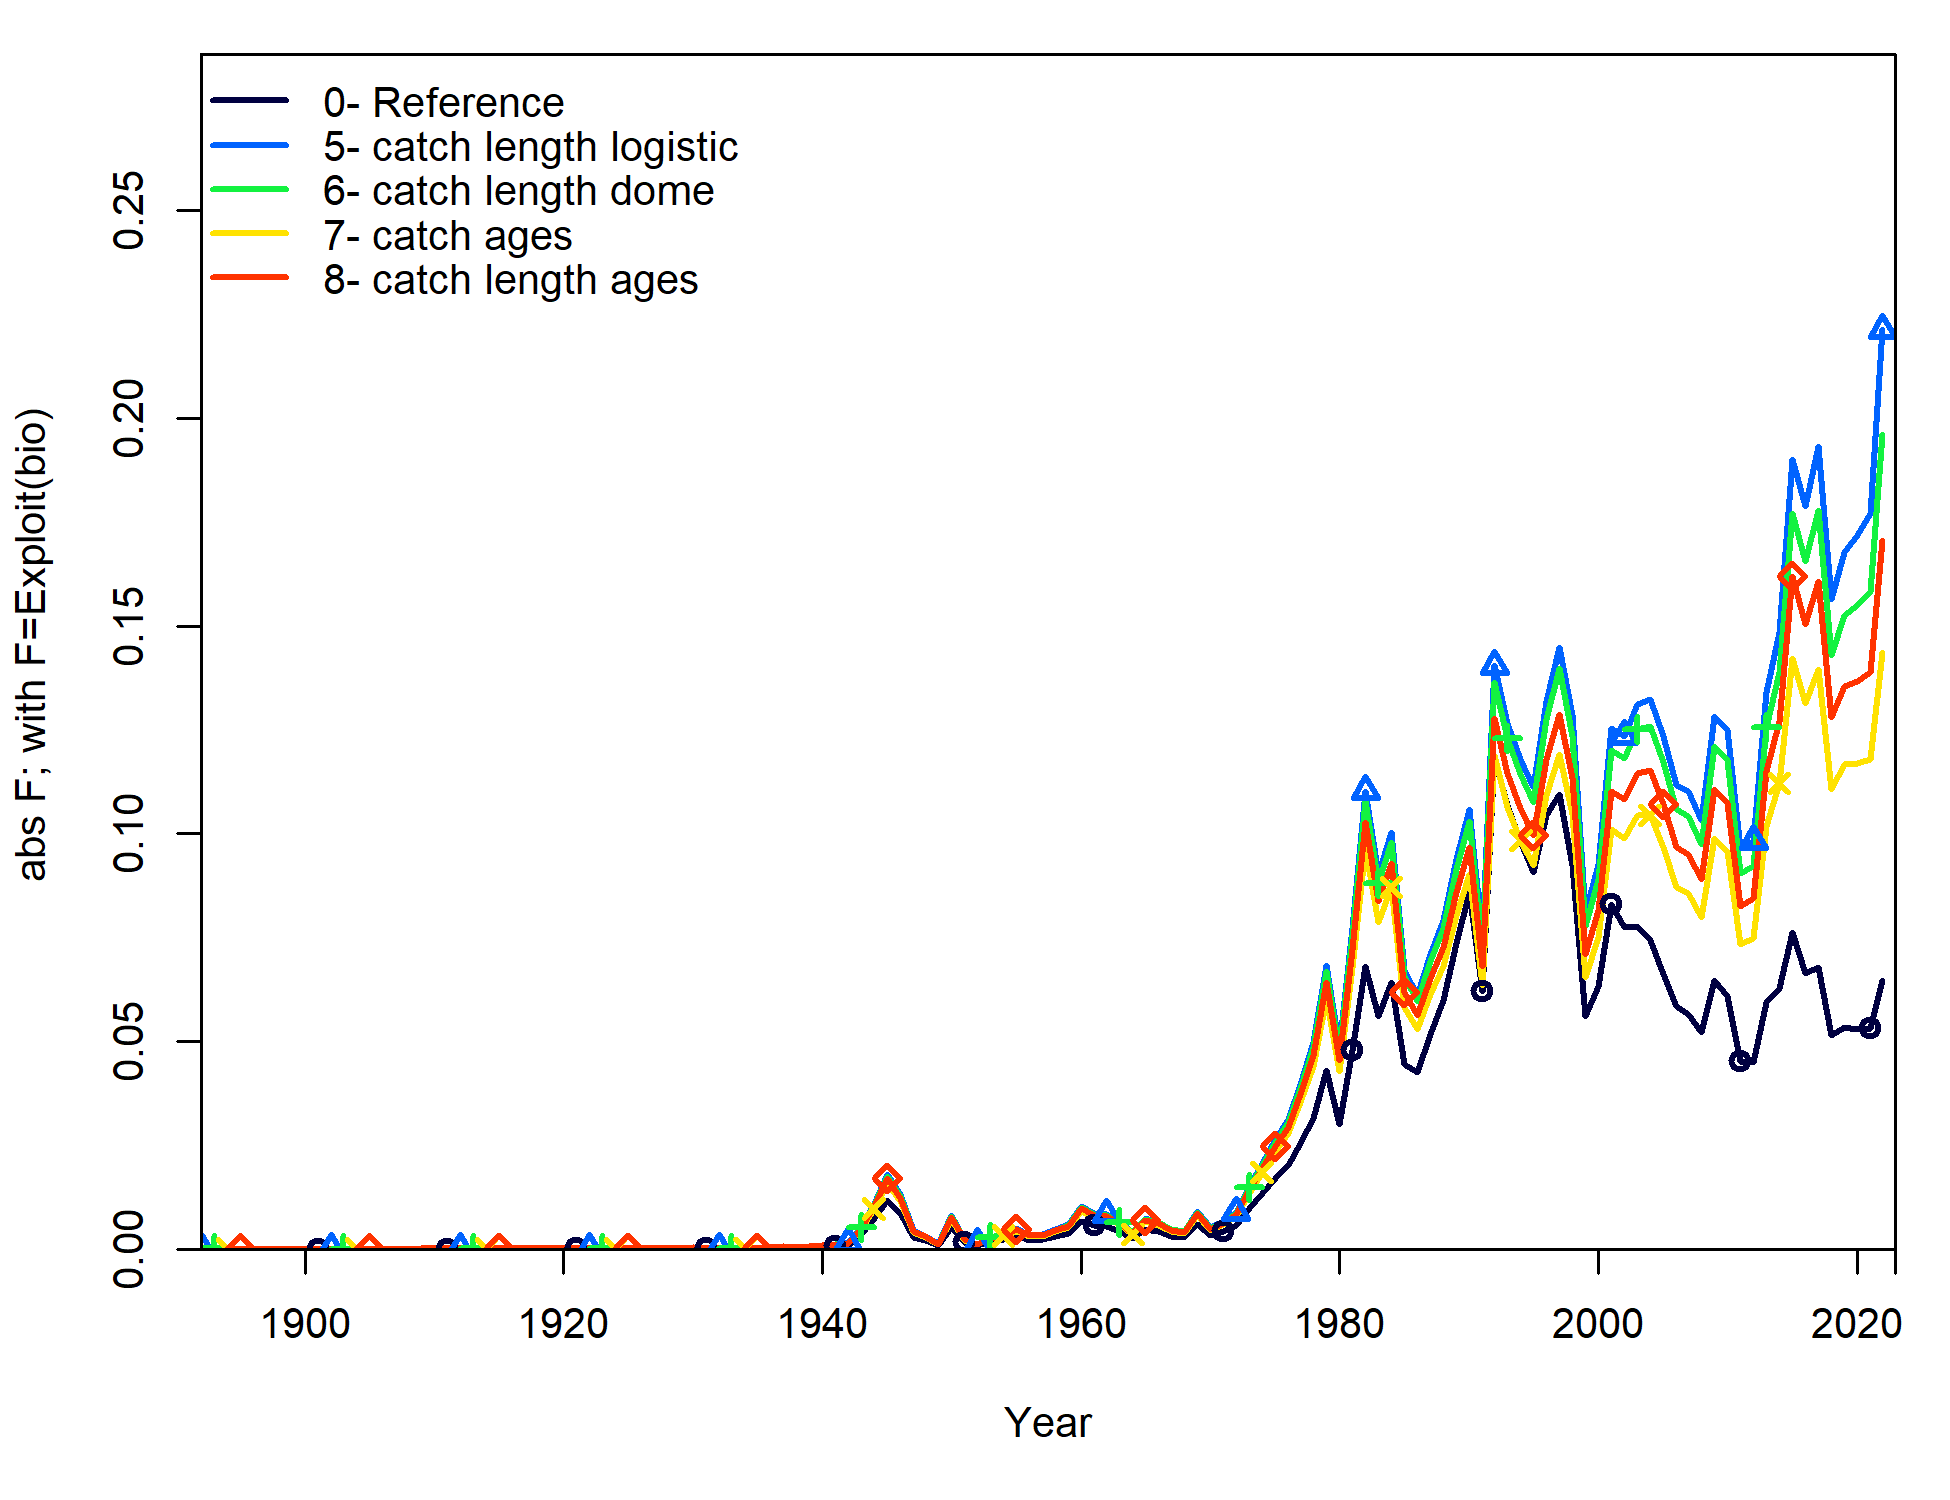 0- Reference
5- catch length logistic
6- catch length dome
7- catch ages
8- catch length ages
abs F; with F=Exploit(bio)
0.25
0.20
0.15
0.10
0.05
0.00
1900 1920 1940 1960 1980 2000 2020
Year